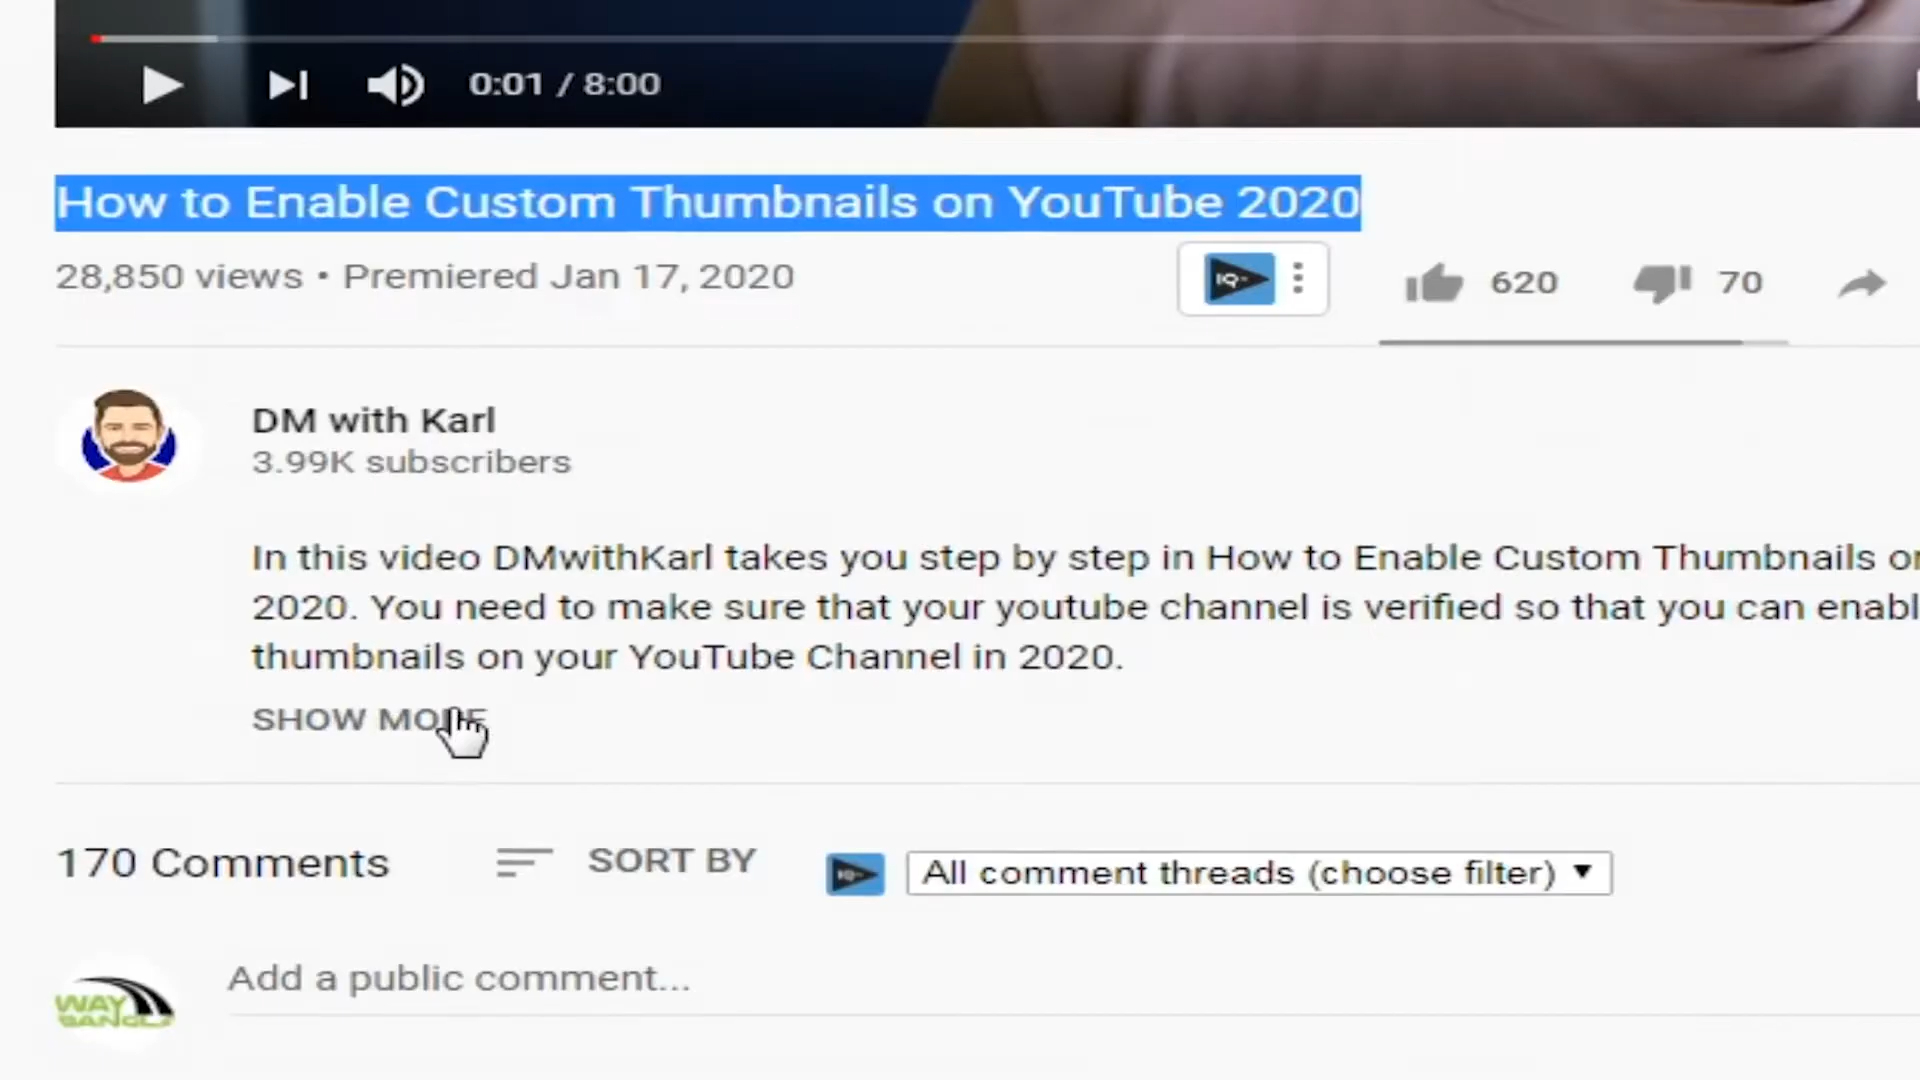 0:01 / 8:00
How to Enable Custom Thumbnails on YouTube 2020
28,850 views • Premiered Jan 17, 2020
IQ
620
70
DM with Karl
3.99K subscribers
In this video DMwithKarl takes you step by step in How to Enable Custom Thumbnails
2020. You need to make sure that your youtube channel is verified so that you can
thumbnails on your YouTube Channel in 2020.
SHOW MORE
170 Comments
SORT BY
IQ
All comment threads (choose filter)
WAY
BANGLA
Add a public comment...